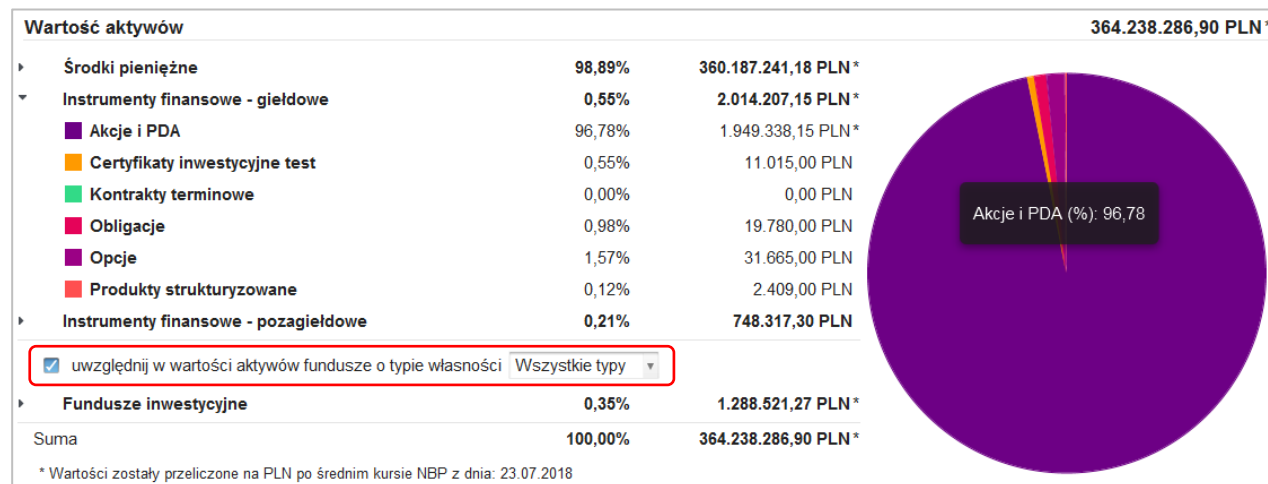 Wartość aktywów 364.238.286,90 PLN*
Środki pieniężne 98,89% 360.187.241,18 PLN*
Instrumenty finansowe - giełdowe 0,55% 2.014.207,15 PLN*
Akcje i PDA 96,78% 1.949.338,15 PLN*
Certyfikaty inwestycyjne test 0,55% 11.015,00 PLN
Kontrakty terminowe 0,00% 0,00 PLN
Obligacje 0,98% 19.780,00 PLN
Opcje 1,57% 31.665,00 PLN
Produkty strukturyzowane 0,12% 2.409,00 PLN
Instrumenty finansowe - pozagiełdowe 0,21% 748.317,30 PLN
uwzględnij w wartości aktywów fundusze o typie własności Wszystkie typy
Fundusze inwestycyjne 0,35% 1.288.521,27 PLN*
Suma 100,00% 364.238.286,90 PLN*
* Wartości zostały przeliczone na PLN po średnim kursie NBP z dnia: 23.07.2018
Akcje i PDA (%): 96,78